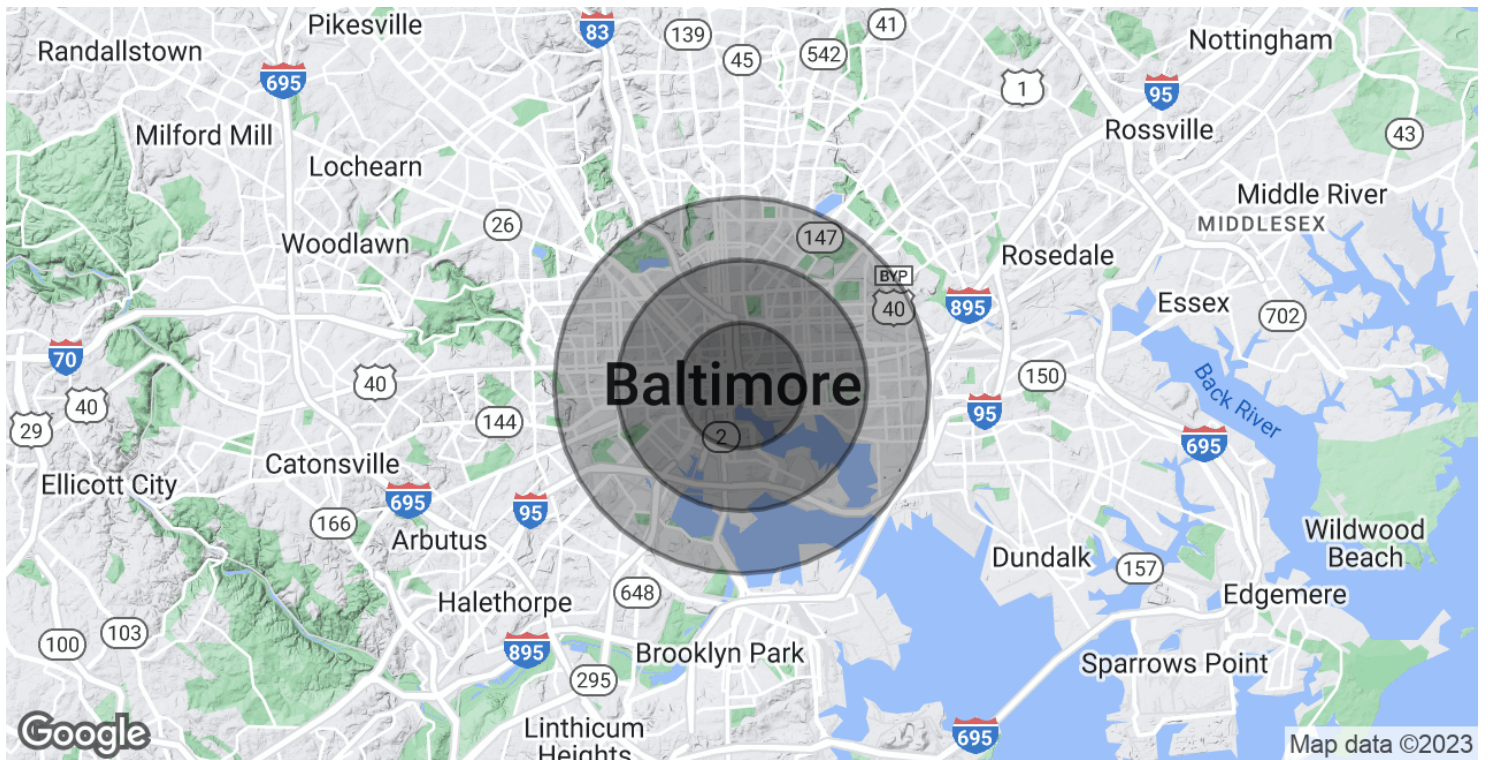 Pikesville
83
139
41
45
542
Nottingham
Randallstown
695
1
95
Milford Mill
Rossville
43
Lochearn
Middle River
MIDDLESEX
26
147
Woodlawn
Rosedale
BYP
40
895
Essex
702
70
40
Baltimore
150
40
Back River
29
144
2
95
695
Catonsville
Ellicott City
695
95
166
Arbutus
Wildwood
Beach
Dundalk
157
648
Halethorpe
Edgemere
103
100
895
Brooklyn Park
Sparrows Point
295
Linthicum
Heights
695
Google
Map data ©2023